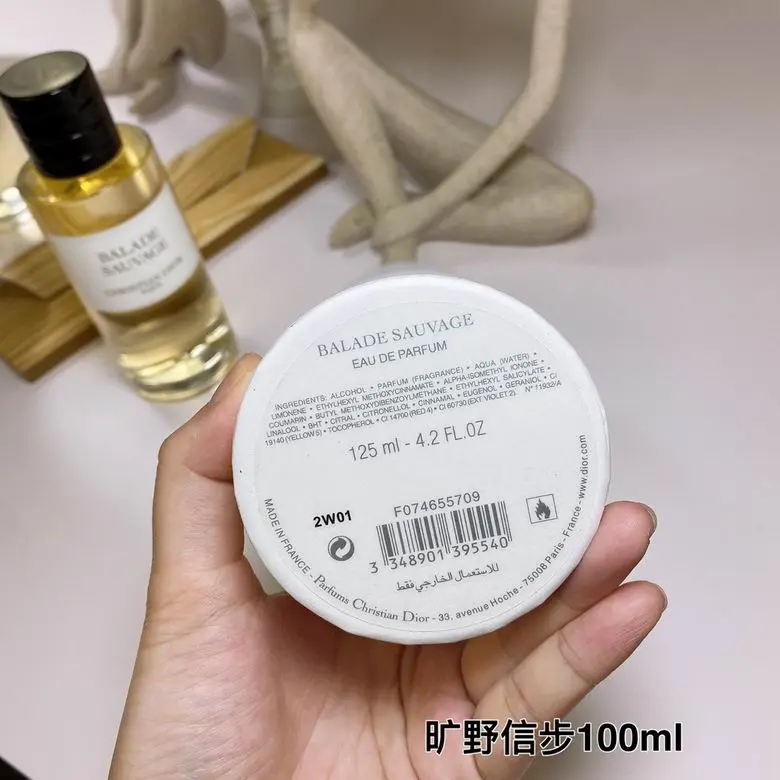 BALADE
SAUVAGE
CHRISTIAN DIOR
PARIS
BALADE SAUVAGE
EAU DE PARFUM
INGREDIENTS: ALCOHOL • PARFUM (FRAGRANCE) • AQUA (WATER) •
LIMONENE • ETHYLHEXYL METHOXYCINNAMATE • ALPHA-ISOMETHYL IONONE •
COUMARIN • BUTYL METHOXYDIBENZOYLMETHANE • ETHYLHEXYL SALICYLATE •
LINALOOL • BHT • CITRAL • CITRONELLOL • CINNAMAL • EUGENOL • GERANIOL • CI
19140 (YELLOW 5) • TOCOPHEROL • CI 14700 (RED 4) • CI 60730 (EXT VIOLET 2). N° 11932/A
125 ml - 4.2 FL.OZ
2W01
F074655709
3 348901 395540
للاستعمال الخارجي فقط
MADE IN FRANCE - Parfums Christian Dior - 33, avenue Hoche - 75008 Paris - France - www.dior.com
旷野信步100ml